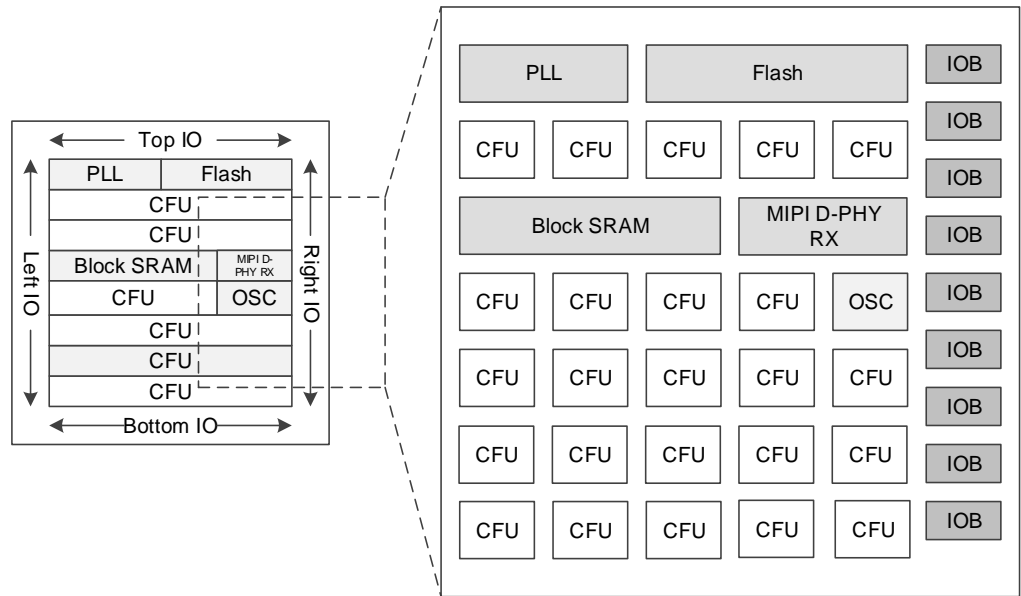 Top IO
PLL Flash
CFU
CFU
Block SRAM MIPI D-
PHY RX
CFU OSC
CFU
CFU
CFU
Left IO
Right IO
Bottom IO
PLL Flash IOB
IOB
CFU CFU CFU CFU CFU
IOB
Block SRAM MIPI D-PHY
RX
IOB
CFU CFU CFU CFU OSC IOB
IOB
CFU CFU CFU CFU CFU
IOB
CFU CFU CFU CFU CFU IOB
CFU CFU CFU CFU CFU IOB